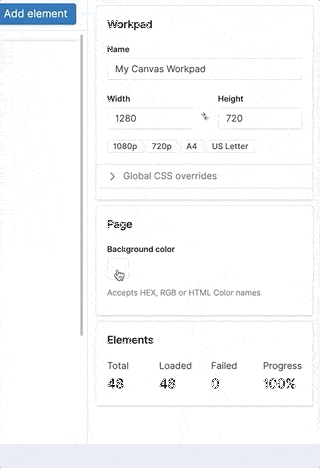 Add element
Workpad
Name
My Canvas Workpad
Width Height
1280 720
1080p 720p A4 US Letter
Global CSS overrides
Page
Background color
Accepts HEX, RGB or HTML Color names
Elements
Total Loaded Failed Progress
48 48 0 100%